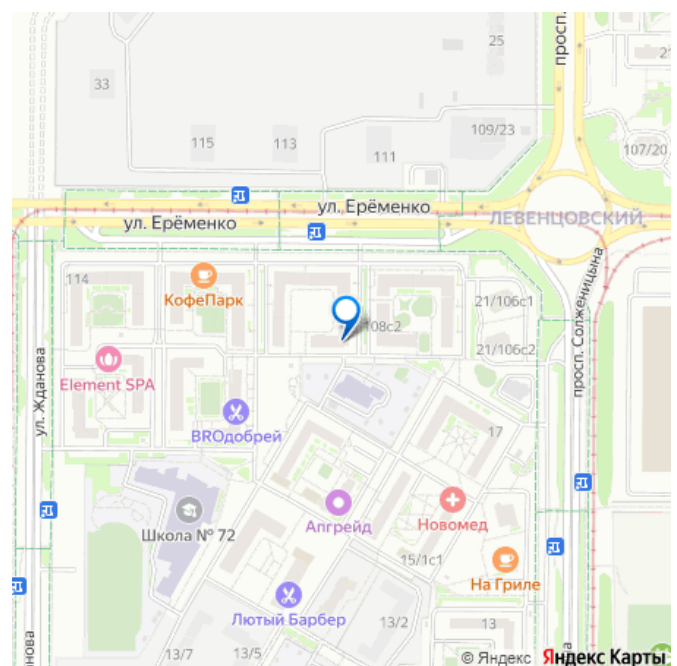 25
просп.
33
21
115
113
111
109/23
107/20
ул. Ерёменко
ул. Ерёменко
ЛЕВЕНЦОВСКИЙ
114
КофеПарк
21/106с1
108с2
21/106с2
просп. Солженицына
ул. Жданова
Element SPA
BROдобрей
17
Школа № 72
Апгрейд
Новомед
15/1с1
На Гриле
Лютый Барбер
13/2
13
13/7
13/5
© Яндекс Яндекс Карты